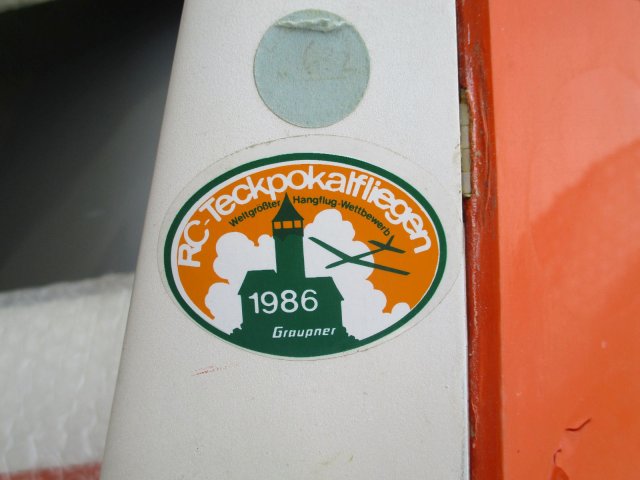 RC-Teckpokalfliegen
Weltgrößter Hangflug-Wettbewerb
1986
Graupner